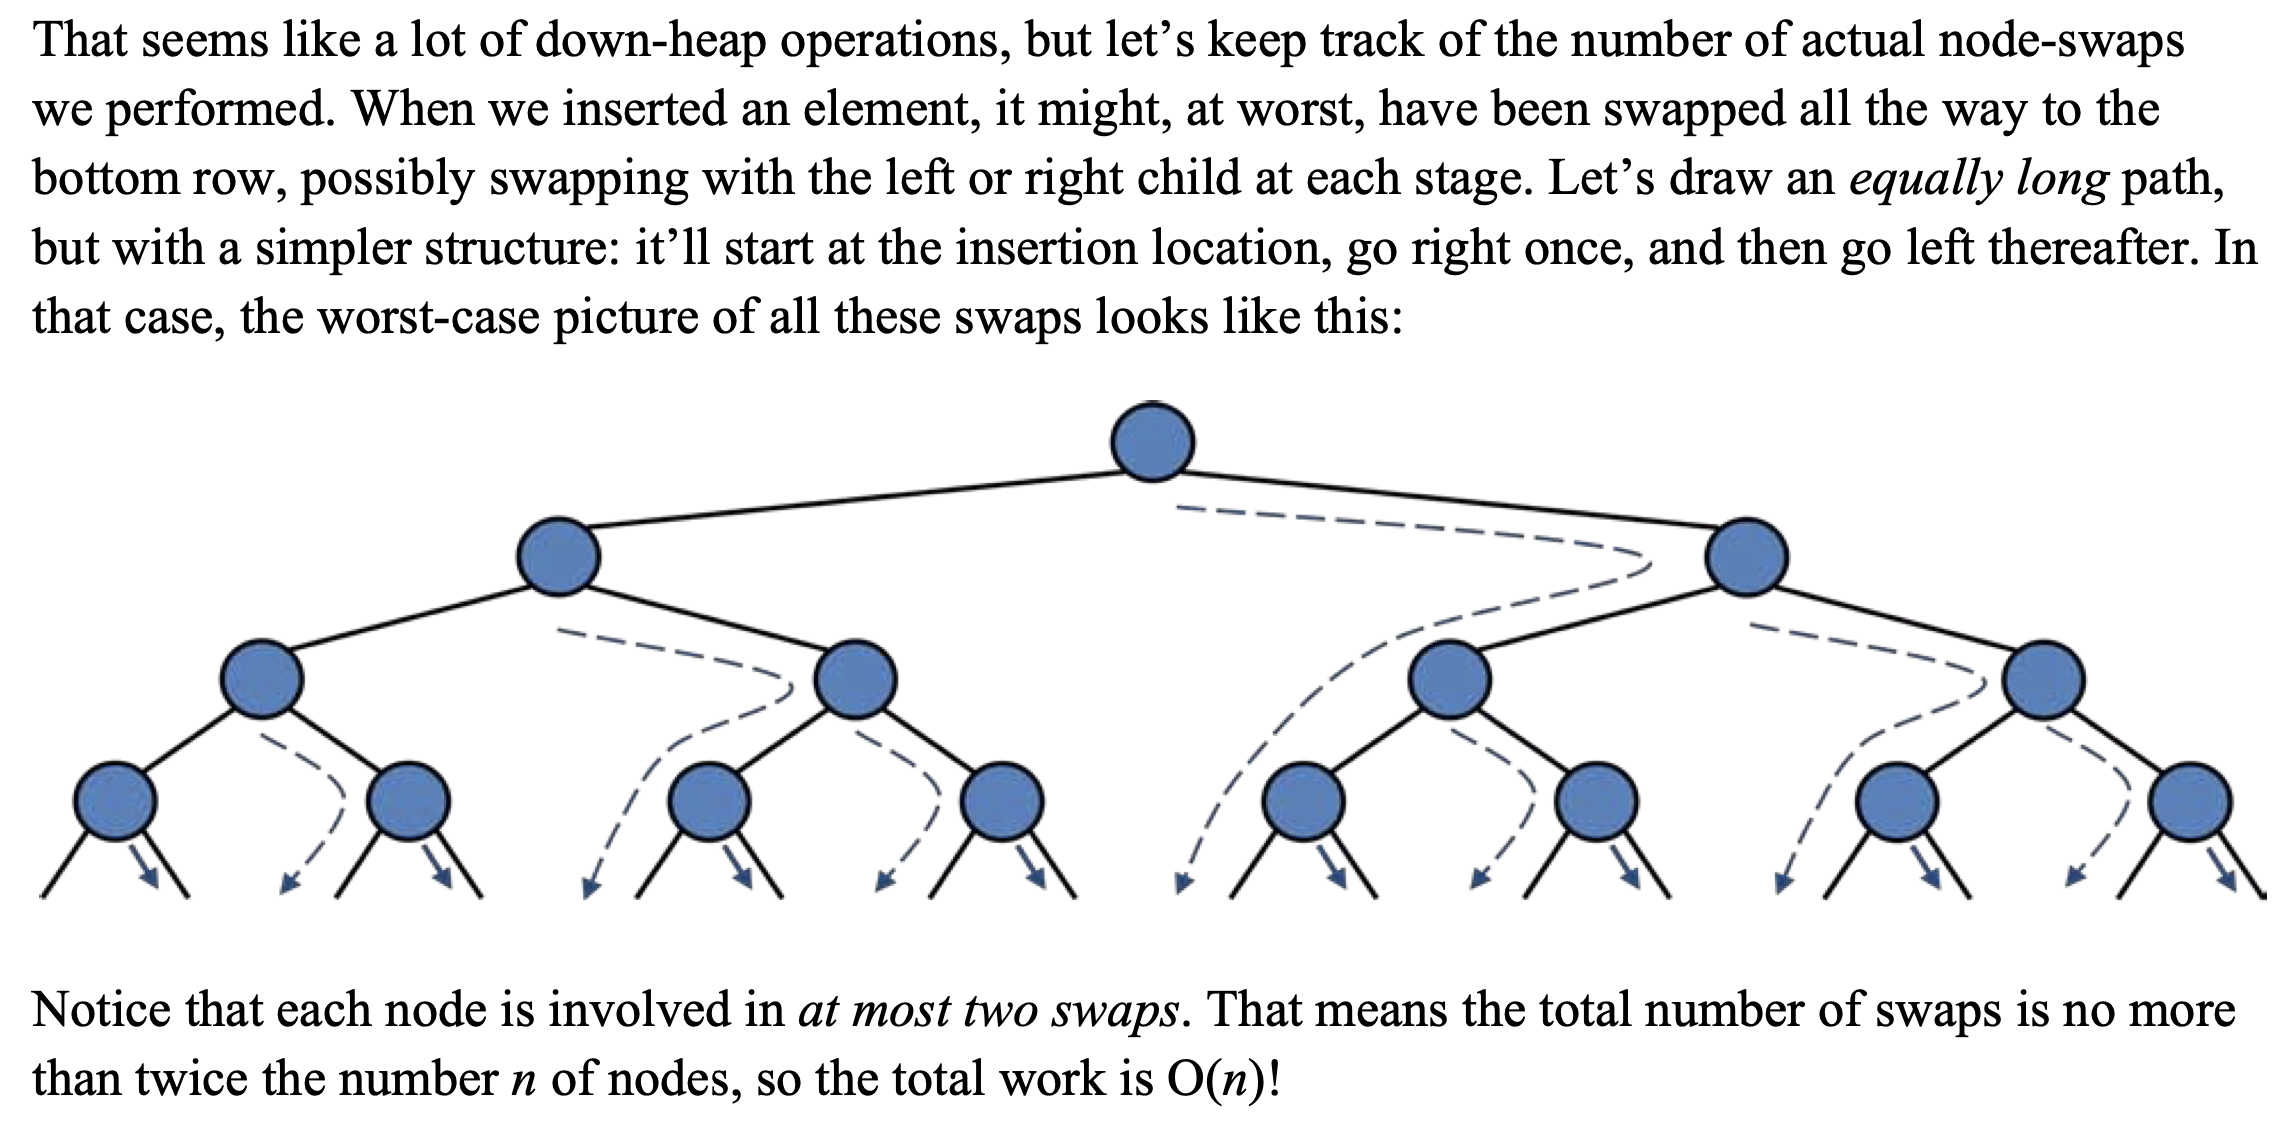 That seems like a lot of down-heap operations, but let’s keep track of the number of actual node-swaps
we performed. When we inserted an element, it might, at worst, have been swapped all the way to the
bottom row, possibly swapping with the left or right child at each stage. Let’s draw an equally long path,
but with a simpler structure: it’ll start at the insertion location, go right once, and then go left thereafter. In
that case, the worst-case picture of all these swaps looks like this:
Notice that each node is involved in at most two swaps. That means the total number of swaps is no more
than twice the number n of nodes, so the total work is O(n)!